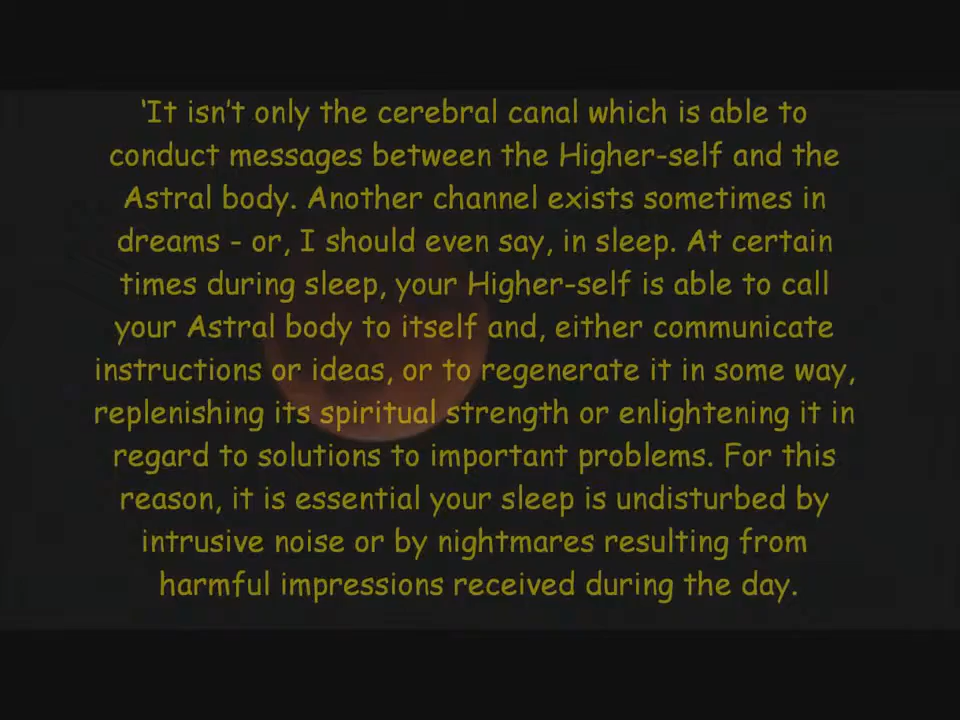 ‘It isn’t only the cerebral canal which is able to
conduct messages between the Higher-self and the
Astral body. Another channel exists sometimes in
dreams - or, I should even say, in sleep. At certain
times during sleep, your Higher-self is able to call
your Astral body to itself and, either communicate
instructions or ideas, or to regenerate it in some way,
replenishing its spiritual strength or enlightening it in
regard to solutions to important problems. For this
reason, it is essential your sleep is undisturbed by
intrusive noise or by nightmares resulting from
harmful impressions received during the day.